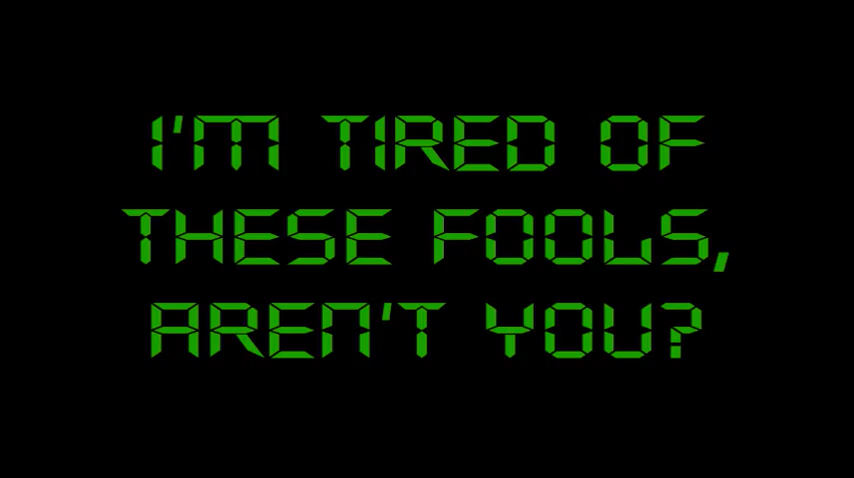 I'M TIRED OF
THESE FOOLS,
AREN'T YOU?